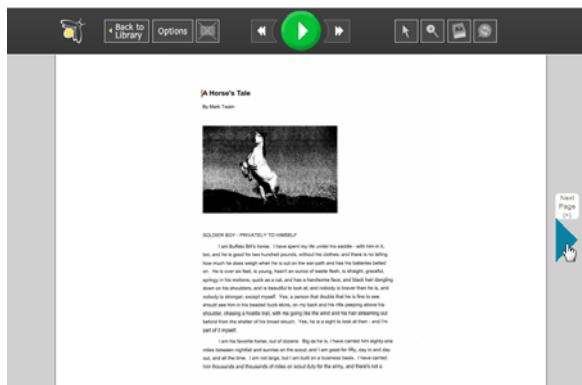 Back to
Library
Options
A Horse's Tale
By Mark Twain
Next
Page
(>)
SOLDIER BOY - PRIVATELY TO HIMSELF
I am Buffalo Bill's horse. I have spent my life under his saddle - with him in it,
too, and he is good for two hundred pounds, without his clothes; and there is no telling
how much he does weigh when he is out on the war-path and has his batteries belted
on. He is over six feet, is young, hasn't an ounce of waste flesh, is straight, graceful,
springy in his motions, quick as a cat, and has a handsome face, and black hair dangling
down on his shoulders, and is beautiful to look at; and nobody is braver than he is, and
nobody is stronger, except myself. Yes, a person that doubts that he is fine to see
should see him in his beaded buck-skins, on my back and his rifle peeping above his
shoulder, chasing a hostile trail, with me going like the wind and his hair streaming out
behind from the shelter of his broad slouch. Yes, he is a sight to look at then - and I'm
part of it myself.
I am his favorite horse, out of dozens. Big as he is, I have carried him eighty-one
miles between nightfall and sunrise on the scout; and I am good for fifty, day in and day
out, and all the time. I am not large, but I am built on a business basis. I have carried
him thousands and thousands of miles on scout duty for the army, and there's not a